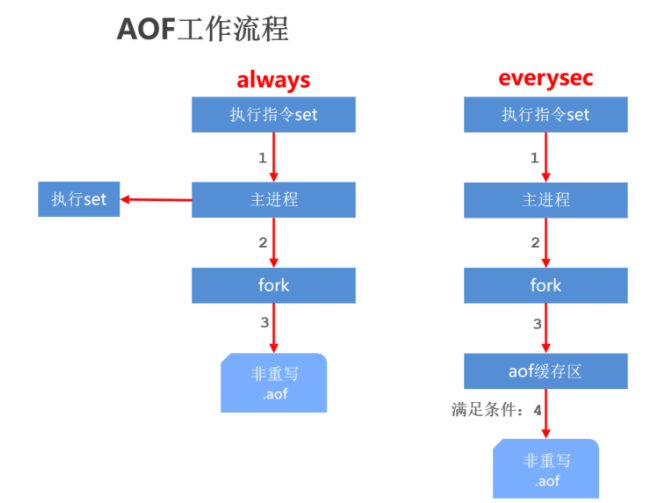 AOF工作流程
always
执行指令set
1
执行set
主进程
2
fork
3
非重写
.aof
everysec
执行指令set
1
主进程
2
fork
3
aof缓存区
满足条件：4
非重写
.aof